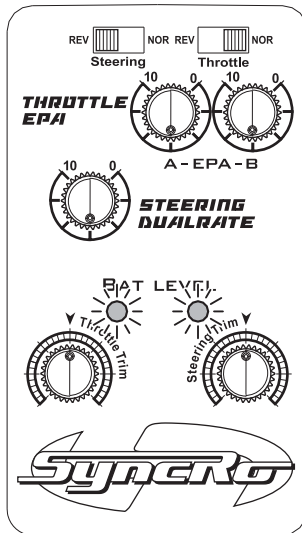 REV NOR REV NOR
Steering Throttle
10 0 10 0
THROTTLE
EPA
A-EPA-B
10 0
STEERING
DUALRATE
BAT LEVEL
Throttle Trim Steering Trim
SYNCRO